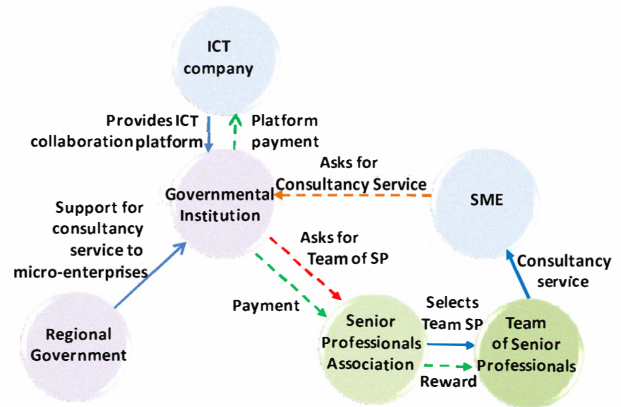 ICT
company
Provides ICT
collaboration platform
Platform
payment
Asks for
Consultancy Service
Governmental
Institution
SME
Support for
consultancy
service to
micro-enterprises
Asks for
Team of SP
Payment
Consultancy
service
Regional
Government
Senior
Professionals
Association
Selects
Team SP
Reward
Team
of Senior
Professionals